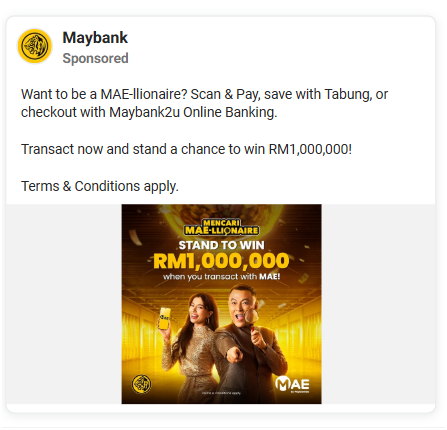 Maybank
Sponsored
Want to be a MAE-llionaire? Scan & Pay, save with Tabung, or
checkout with Maybank2u Online Banking.
Transact now and stand a chance to win RM1,000,000!
Terms & Conditions apply.
MENCARI
MAE-LLIONAIRE
STAND TO WIN
RM1,000,000
when you transact with MAE!
MAE